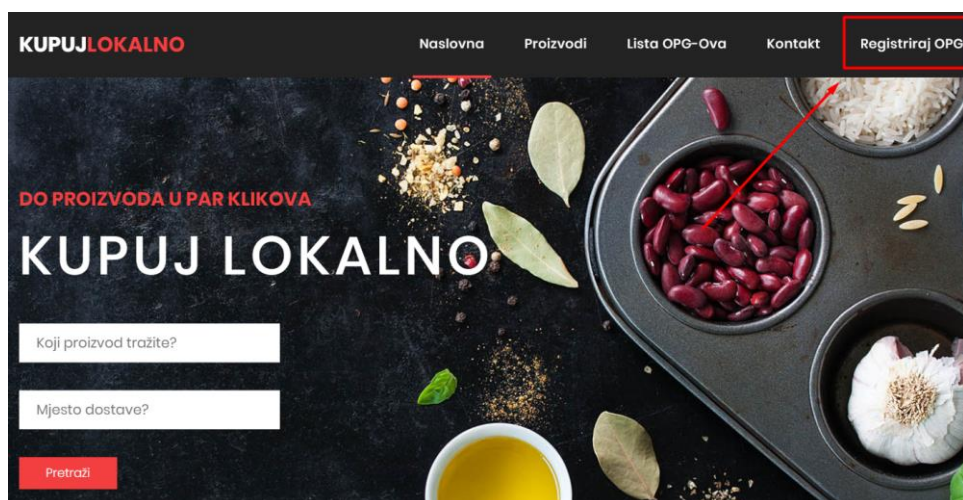 KUPUJLOKALNO
Naslovna
Proizvodi
Lista OPG-Ova
Kontakt
Registriraj OPG
DO PROIZVODA U PAR KLIKOVA
KUPUJ LOKALNO
Koji proizvod tražite?
Mjesto dostave?
Pretraži